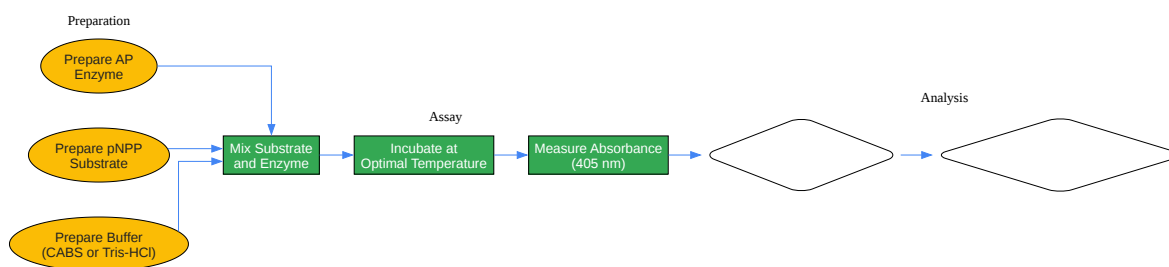 Preparation
Prepare AP
Enzyme
Prepare pNPP
Substrate
Prepare Buffer
(CABS or Tris-HCl)
Assay
Mix Substrate
and Enzyme
Incubate at
Optimal Temperature
Measure Absorbance
(405 nm)
Analysis